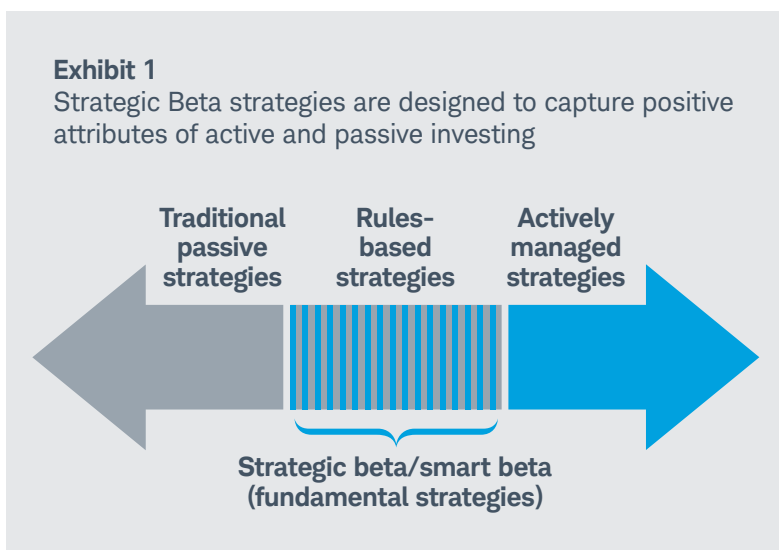 Exhibit 1
Strategic Beta strategies are designed to capture positive
attributes of active and passive investing
Traditional
passive
strategies
Rules-
based
strategies
Actively
managed
strategies
Strategic beta/smart beta
(fundamental strategies)